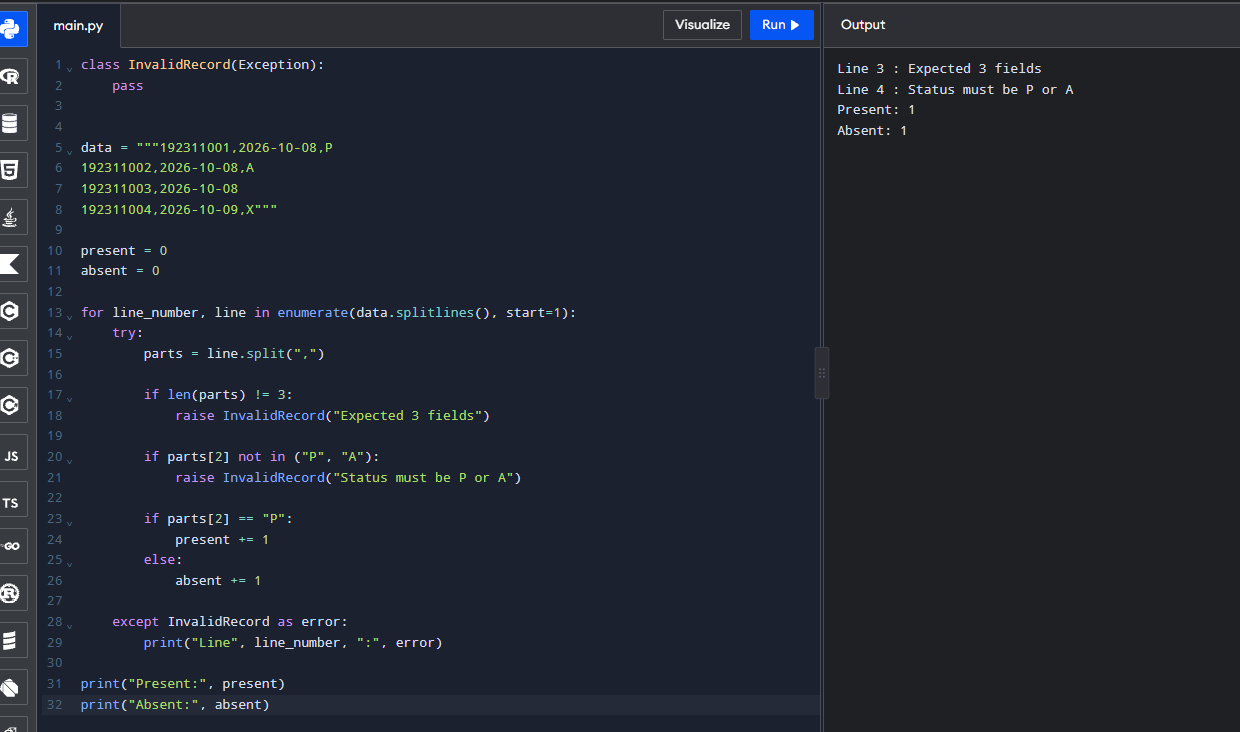 main.py
Visualize
Run
Output
1 class InvalidRecord(Exception):
2     pass
3
4
5 data = """192311001,2026-10-08,P
6 192311002,2026-10-08,A
7 192311003,2026-10-08
8 192311004,2026-10-09,X"""
9
10 present = 0
11 absent = 0
12
13 for line_number, line in enumerate(data.splitlines(), start=1):
14     try:
15         parts = line.split(",")
16
17         if len(parts) != 3:
18             raise InvalidRecord("Expected 3 fields")
19
20         if parts[2] not in ("P", "A"):
21             raise InvalidRecord("Status must be P or A")
22
23         if parts[2] == "P":
24             present += 1
25         else:
26             absent += 1
27
28     except InvalidRecord as error:
29         print("Line", line_number, ":", error)
30
31 print("Present:", present)
32 print("Absent:", absent)
Line 3 : Expected 3 fields
Line 4 : Status must be P or A
Present: 1
Absent: 1
R
5
C
C
C
JS
TS
GO
R